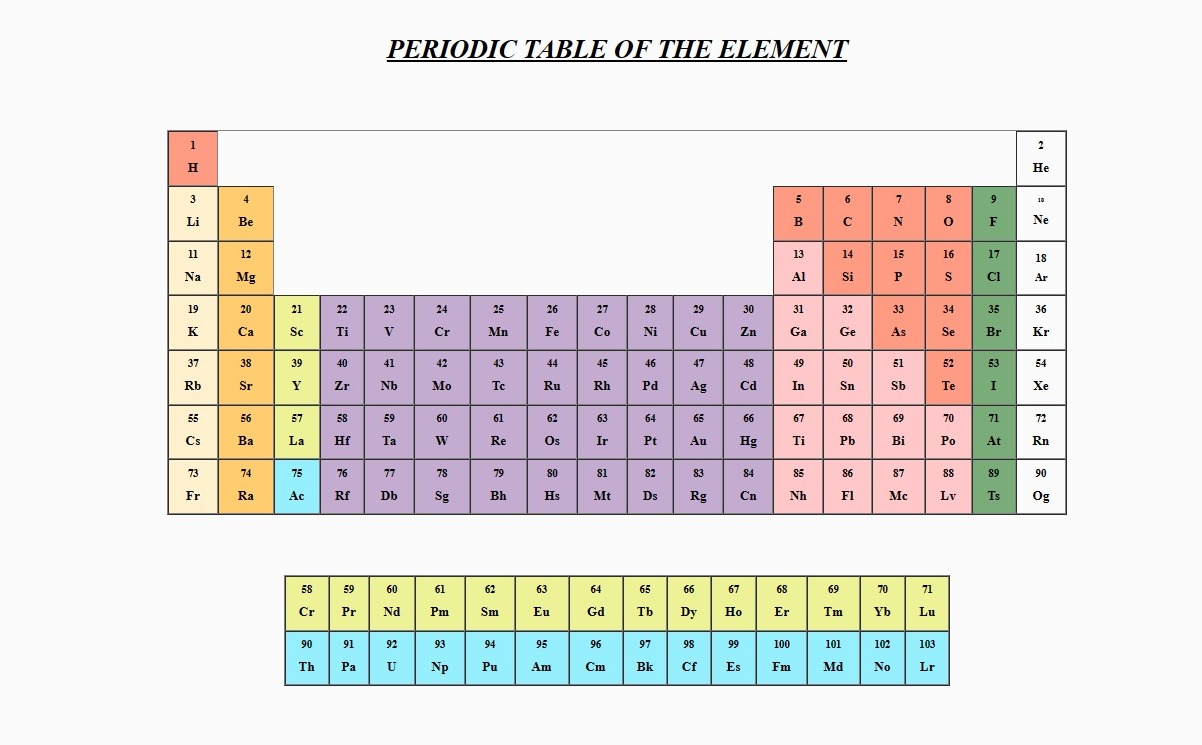 PERIODIC TABLE OF THE ELEMENT
1 2
H He
3 4 5 6 7 8 9 10
Li Be B C N O F Ne
11 12 13 14 15 16 17 18
Na Mg Al Si P S Cl Ar
19 20 21 22 23 24 25 26 27 28 29 30 31 32 33 34 35 36
K Ca Sc Ti V Cr Mn Fe Co Ni Cu Zn Ga Ge As Se Br Kr
37 38 39 40 41 42 43 44 45 46 47 48 49 50 51 52 53 54
Rb Sr Y Zr Nb Mo Tc Ru Rh Pd Ag Cd In Sn Sb Te I Xe
55 56 57 58 59 60 61 62 63 64 65 66 67 68 69 70 71 72
Cs Ba La Hf Ta W Re Os Ir Pt Au Hg Ti Pb Bi Po At Rn
73 74 75 76 77 78 79 80 81 82 83 84 85 86 87 88 89 90
Fr Ra Ac Rf Db Sg Bh Hs Mt Ds Rg Cn Nh Fl Mc Lv Ts Og
58 59 60 61 62 63 64 65 66 67 68 69 70 71
Cr Pr Nd Pm Sm Eu Gd Tb Dy Ho Er Tm Yb Lu
90 91 92 93 94 95 96 97 98 99 100 101 102 103
Th Pa U Np Pu Am Cm Bk Cf Es Fm Md No Lr